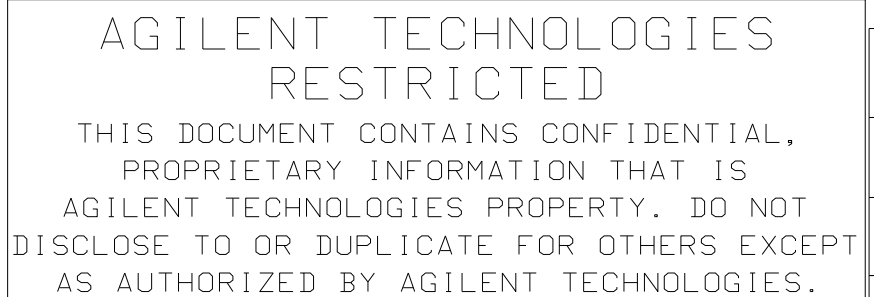 AGILENT TECHNOLOGIES
RESTRICTED
THIS DOCUMENT CONTAINS CONFIDENTIAL,
PROPRIETARY INFORMATION THAT IS
AGILENT TECHNOLOGIES PROPERTY. DO NOT
DISCLOSE TO OR DUPLICATE FOR OTHERS EXCEPT
AS AUTHORIZED BY AGILENT TECHNOLOGIES.